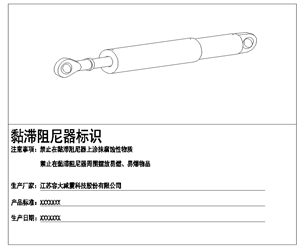 黏滞阻尼器标识
注意事项：禁止在黏滞阻尼器上涂抹腐蚀性物质
禁止在黏滞阻尼器周围摆放易燃、易爆物品
生产厂家：江苏容大减震科技股份有限公司
产品标准：XXXXXX
生产日期：XXXXXX